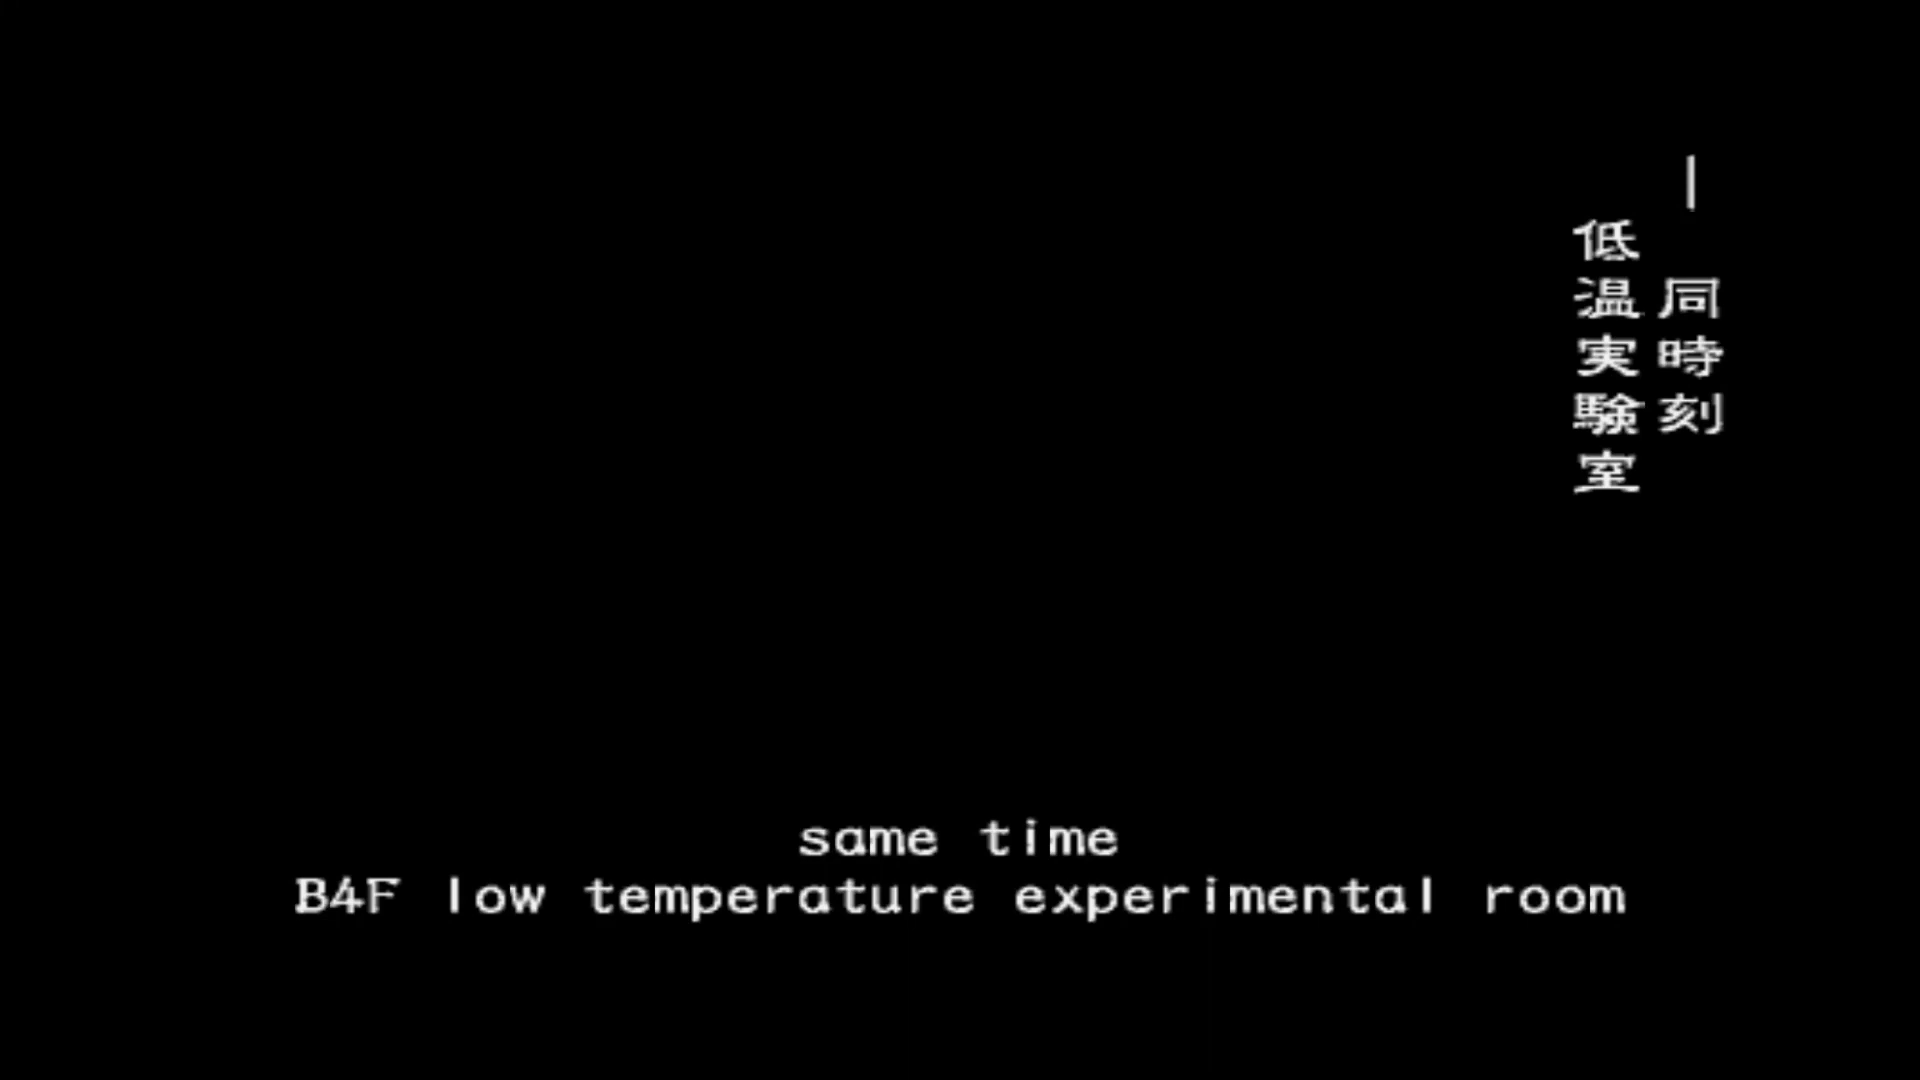 ― 同時刻
低温実験室
same time
B4F low temperature experimental room